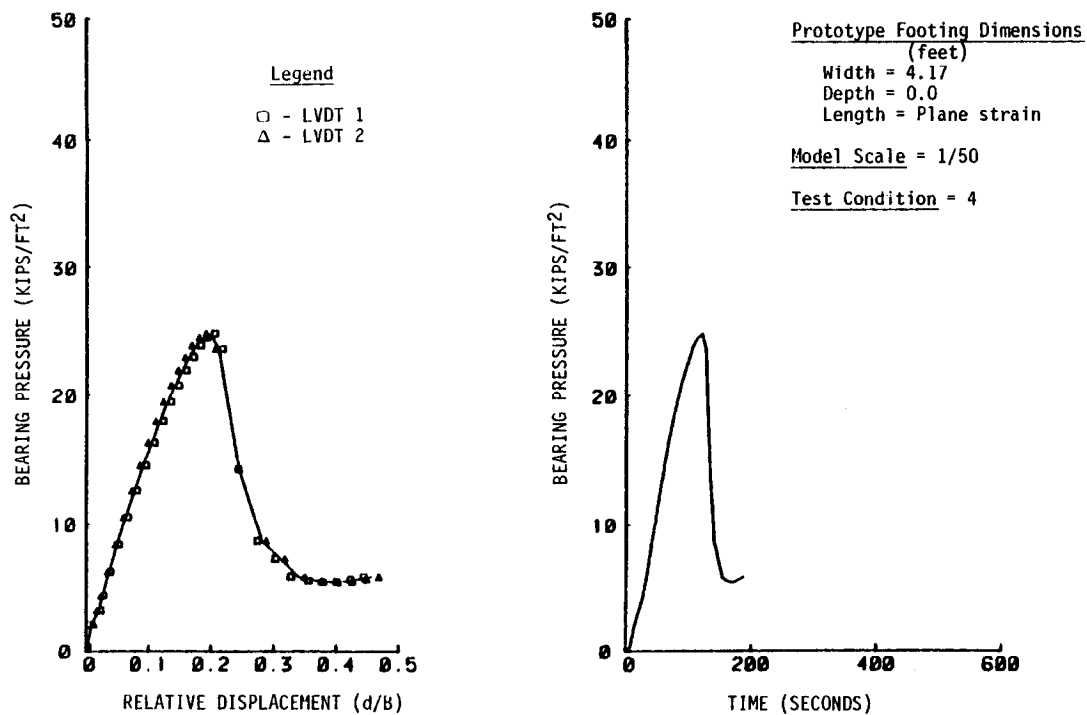 50
40
30
20
10
0
BEARING PRESSURE (KIPS/FT²)
Legend
□ - LVDT 1
△ - LVDT 2
0 0.1 0.2 0.3 0.4 0.5
RELATIVE DISPLACEMENT (d/B)
50
40
30
20
10
0
BEARING PRESSURE (KIPS/FT²)
Prototype Footing Dimensions
(feet)
Width = 4.17
Depth = 0.0
Length = Plane strain
Model Scale = 1/50
Test Condition = 4
0 200 400 600
TIME (SECONDS)